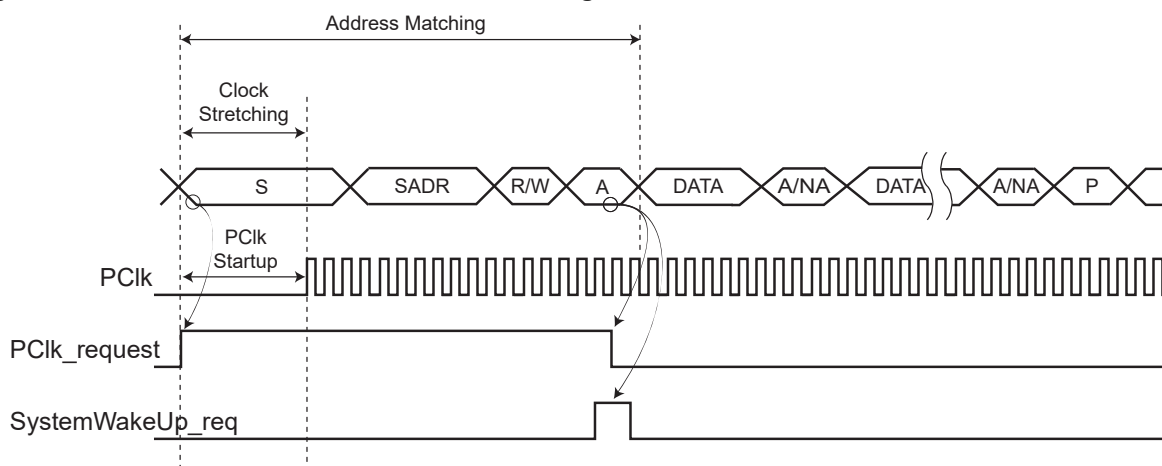 Address Matching
Clock
Stretching
S
SADR
R/W
A
DATA
A/NA
DATA
A/NA
P
PClk
Startup
PClk
PClk_request
SystemWakeUp_req